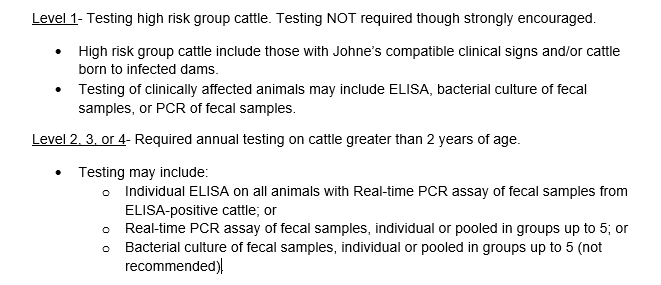 Level 1- Testing high risk group cattle. Testing NOT required though strongly encouraged.
• High risk group cattle include those with Johne's compatible clinical signs and/or cattle
born to infected dams.
• Testing of clinically affected animals may include ELISA, bacterial culture of fecal
samples, or PCR of fecal samples.
Level 2, 3, or 4- Required annual testing on cattle greater than 2 years of age.
• Testing may include:
o Individual ELISA on all animals with Real-time PCR assay of fecal samples from
ELISA-positive cattle; or
o Real-time PCR assay of fecal samples, individual or pooled in groups up to 5; or
o Bacterial culture of fecal samples, individual or pooled in groups up to 5 (not
recommended)